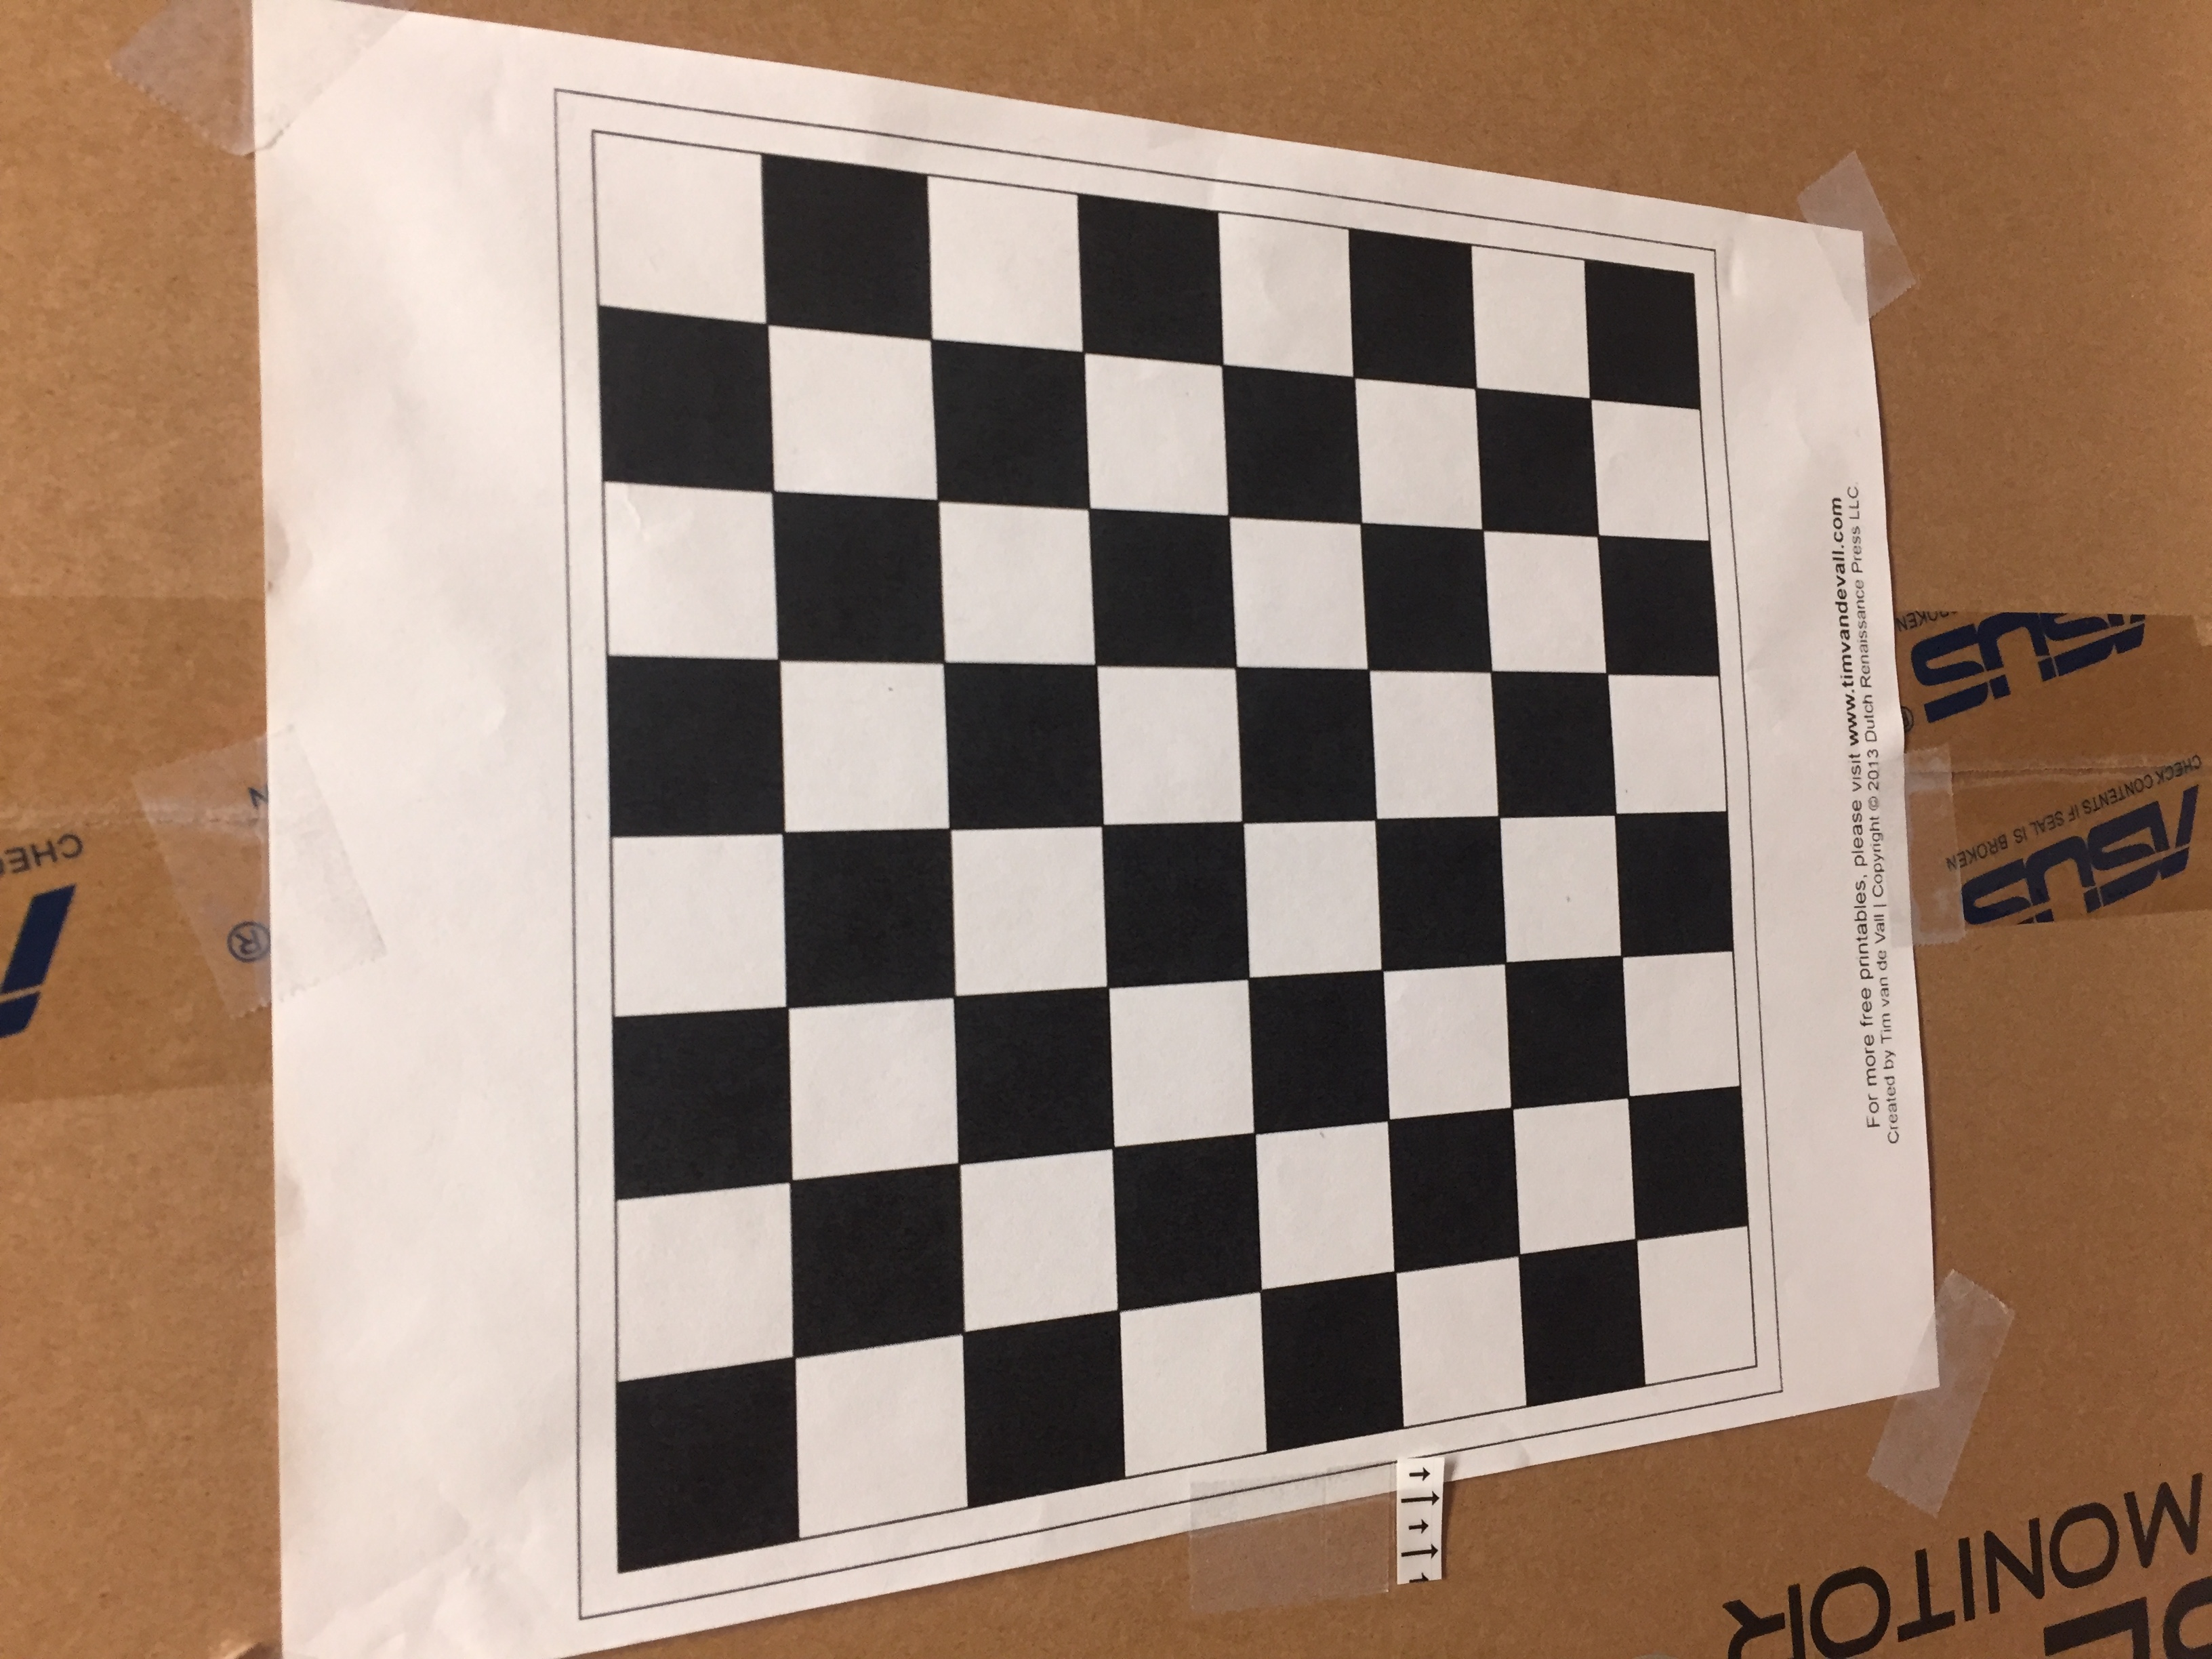 CHE
®
N
For more free printables, please visit www.timvandevall.com
Created by Tim van de Vall | Copyright © 2013 Dutch Renaissance Press LLC
MONITOR
ASUS
CHECK CONTENTS IF SEAL IS BROKEN
ASUS
®
ROKEN